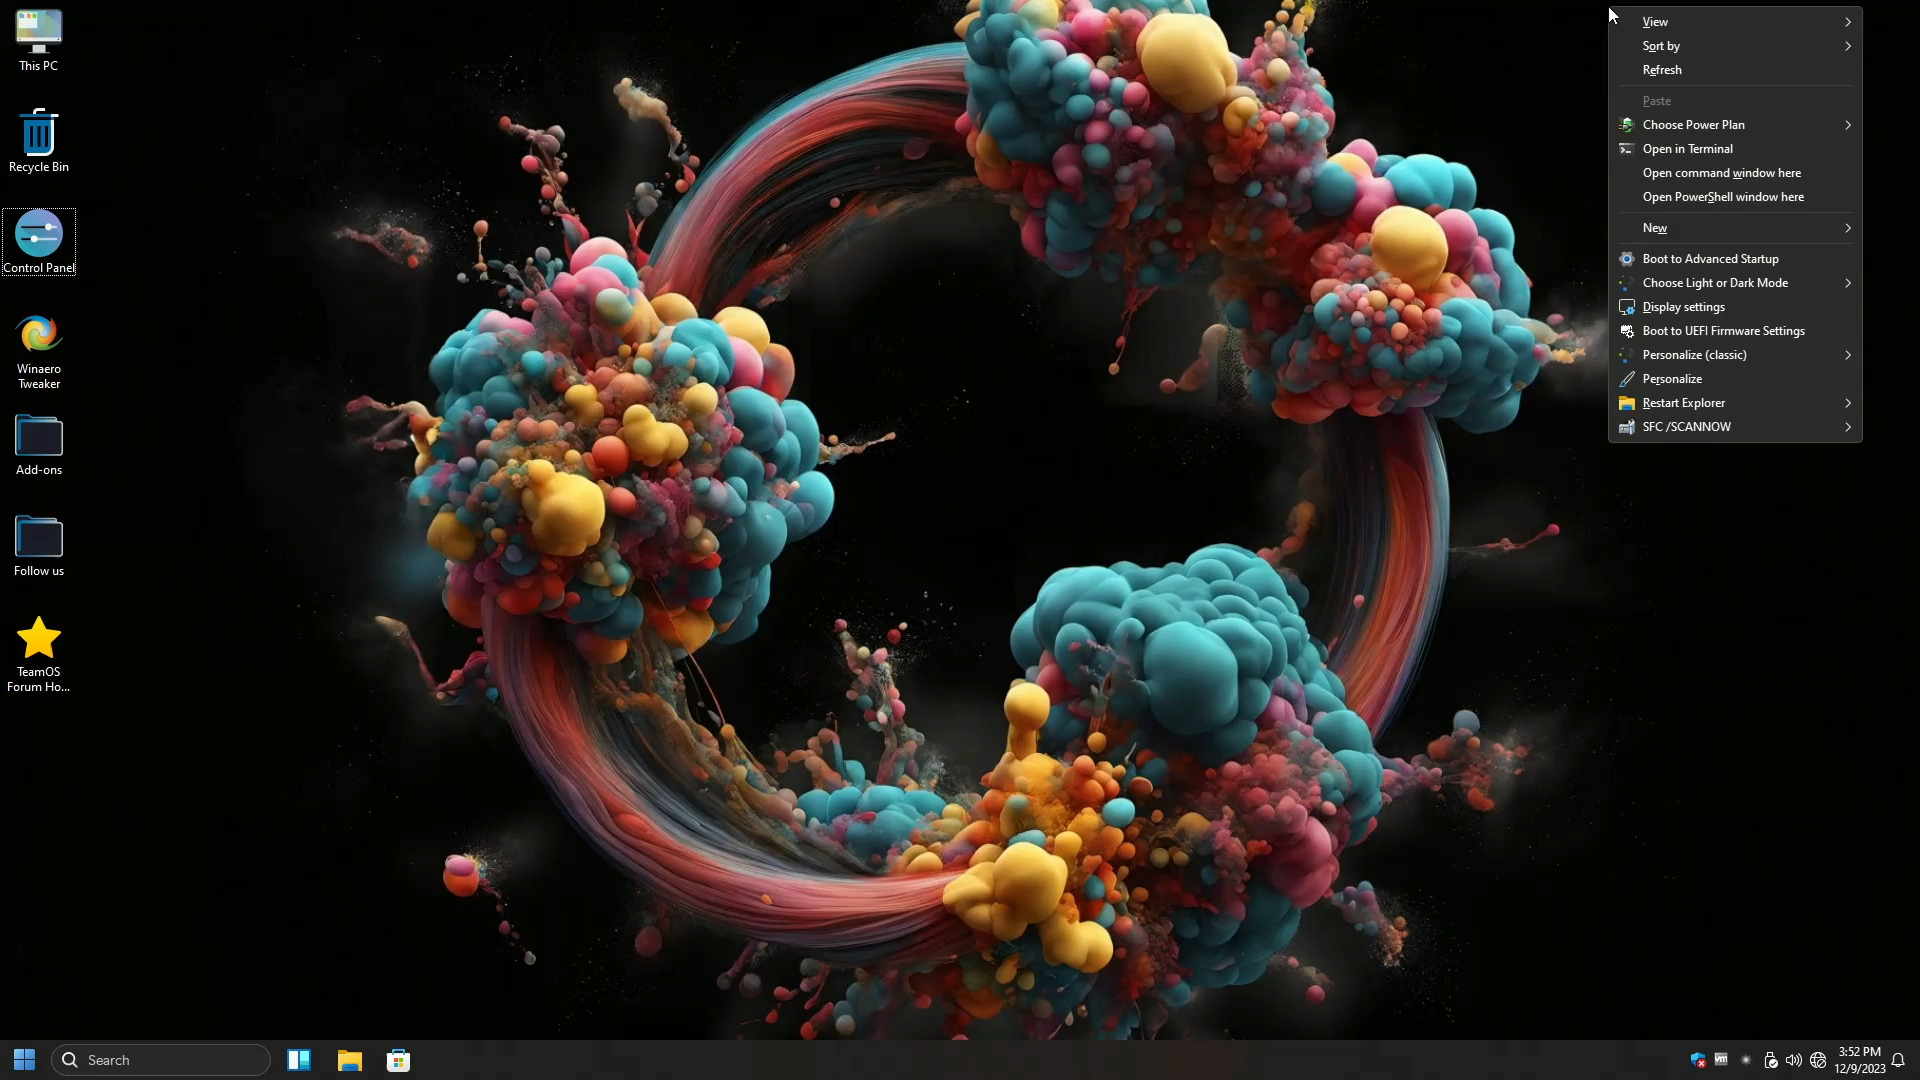 This PC
Recycle Bin
Control Panel
Winaero
Tweaker
Add-ons
Follow us
TeamOS
Forum Ho...
View
Sort by
Refresh
Paste
Choose Power Plan
Open in Terminal
Open command window here
Open PowerShell window here
New
Boot to Advanced Startup
Choose Light or Dark Mode
Display settings
Boot to UEFI Firmware Settings
Personalize (classic)
Personalize
Restart Explorer
SFC /SCANNOW
Search
vm
3:52 PM
12/9/2023